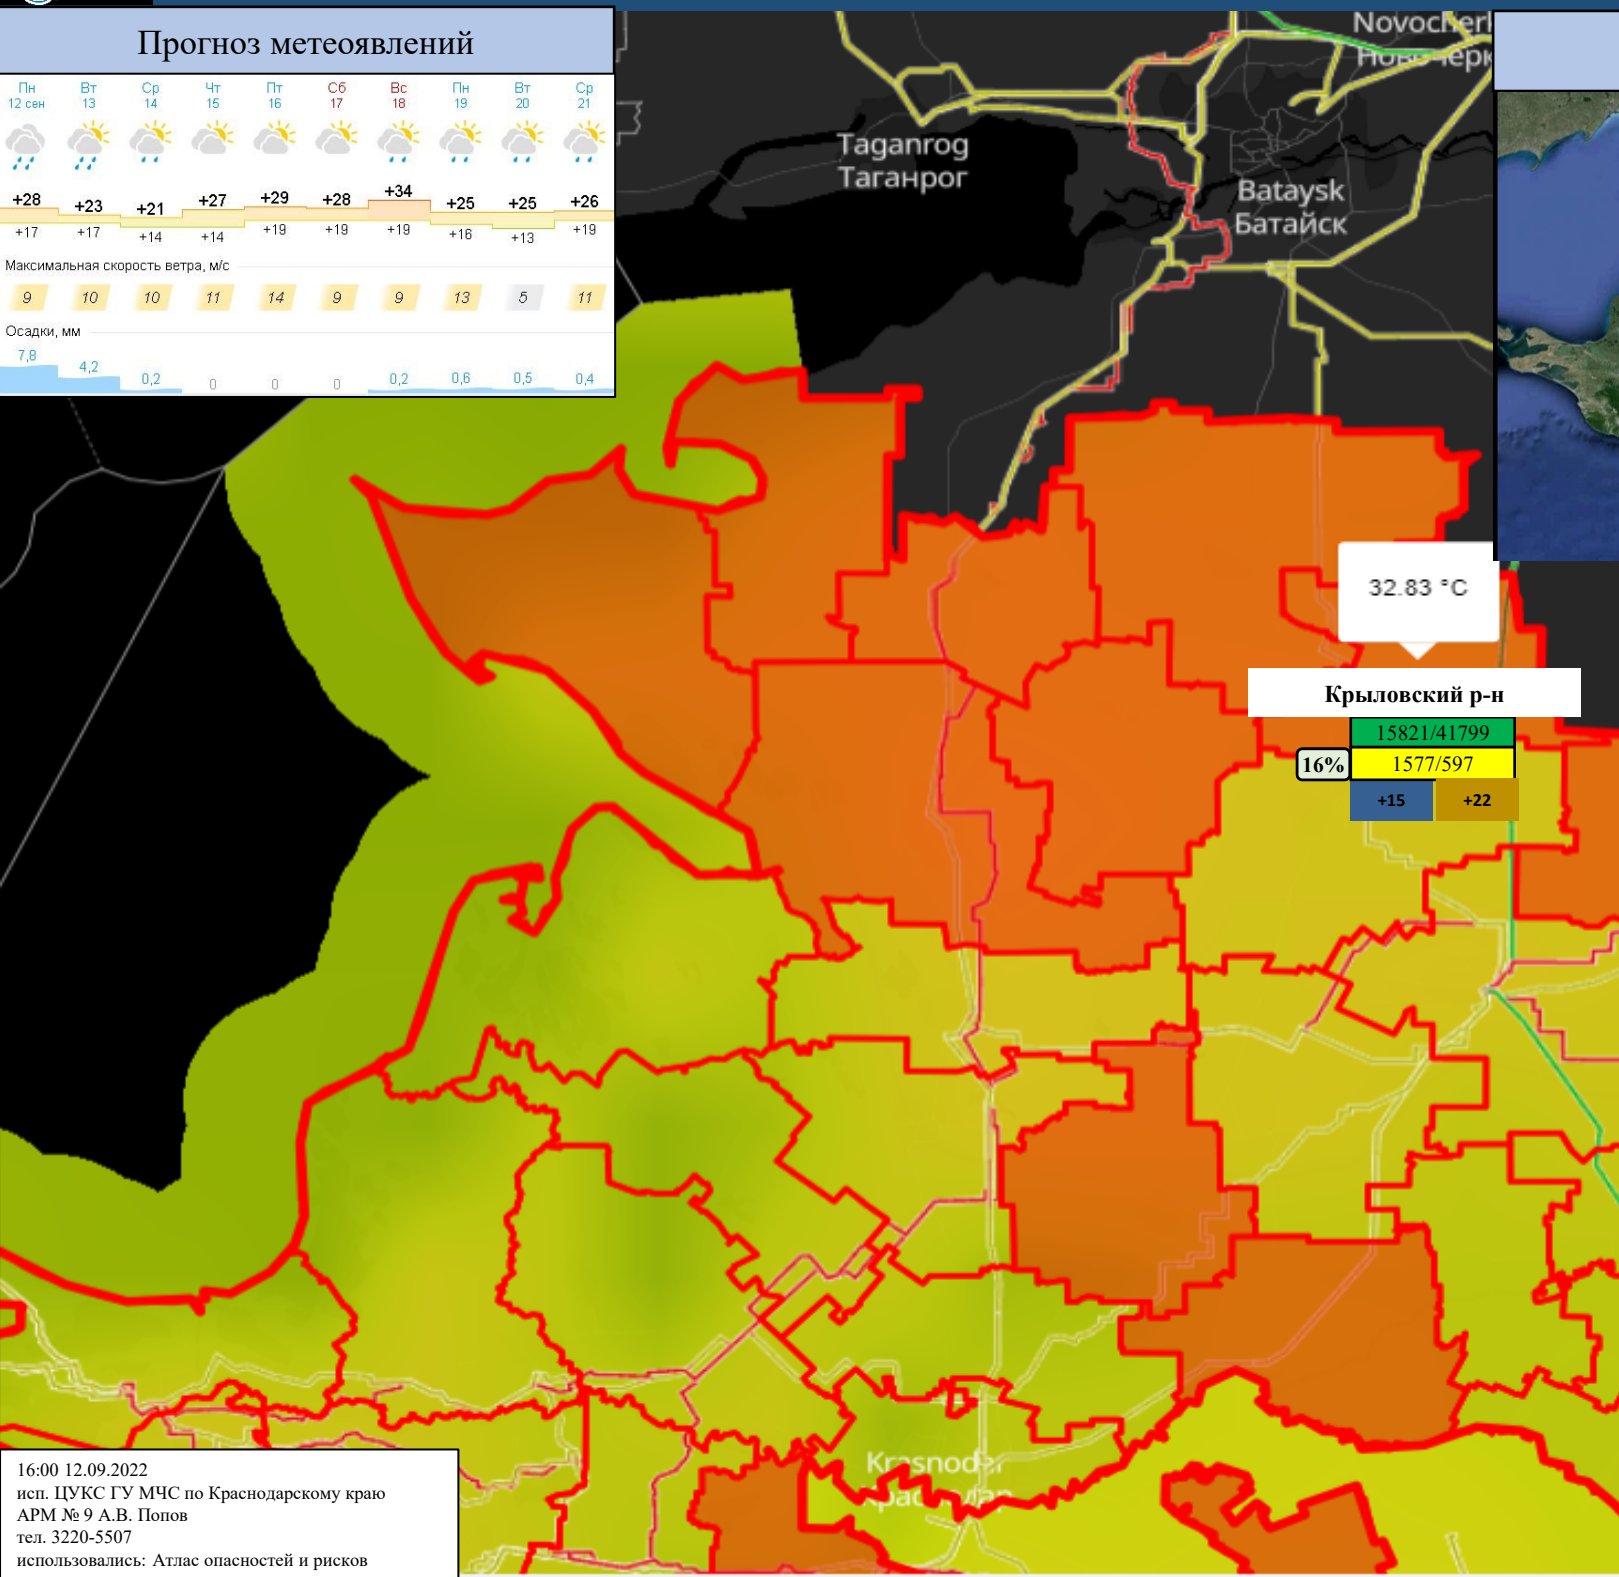 Прогноз метеоявлений
Пн Вт Ср Чт Пт Сб Вс Пн Вт Ср
12 сен 13 14 15 16 17 18 19 20 21
+28 +23 +21 +27 +29 +28 +34 +25 +25 +26
+17 +17 +14 +14 +19 +19 +19 +16 +13 +19
Максимальная скорость ветра, м/с
9 10 10 11 14 9 9 13 5 11
Осадки, мм
7,8 4,2 0,2 0 0 0 0,2 0,6 0,5 0,4
Taganrog
Таганрог
Bataysk
Батайск
32.83 °C
Крыловский р-н
15821/41799
16% 1577/597
+15 +22
16:00 12.09.2022
исп. ЦУКС ГУ МЧС по Краснодарскому краю
АРМ № 9 А.В. Попов
тел. 3220-5507
использовались: Атлас опасностей и рисков